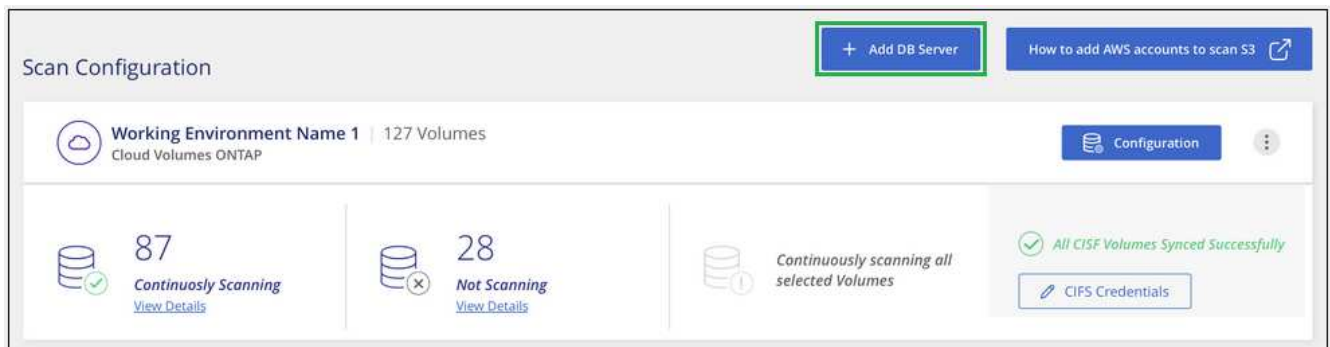 + Add DB Server
How to add AWS accounts to scan S3
Scan Configuration
Working Environment Name 1 | 127 Volumes
Cloud Volumes ONTAP
Configuration
87
Continuosly Scanning
View Details
28
Not Scanning
View Details
Continuously scanning all
selected Volumes
All CISF Volumes Synced Successfully
CIFS Credentials